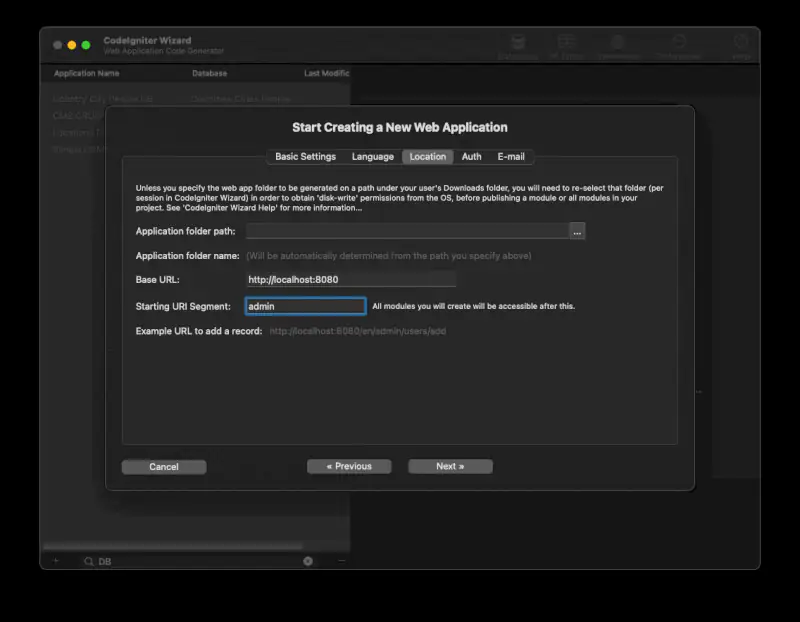 CodeIgniter Wizard
Web Application Code Generator
Application Name Database Last Modific
Start Creating a New Web Application
Basic Settings Language Location Auth E-mail
Unless you specify the web app folder to be generated on a path under your user's Downloads folder, you will need to re-select that folder (per
session in CodeIgniter Wizard) in order to obtain 'disk-write' permissions from the OS, before publishing a module or all modules in your
project. See 'CodeIgniter Wizard Help' for more information...
Application folder path: ...
Application folder name: (Will be automatically determined from the path you specify above)
Base URL: http://localhost:8080
Starting URI Segment: admin All modules you will create will be accessible after this.
Example URL to add a record: http://localhost:8080/en/admin/users/add
Cancel « Previous Next »
+ DB −